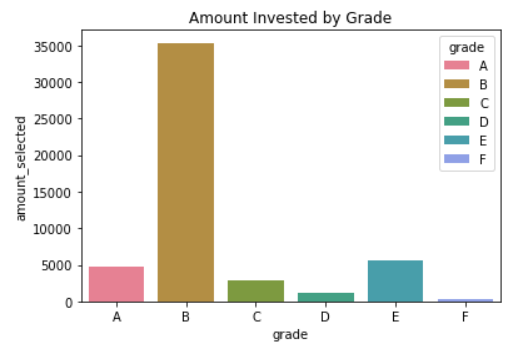 Amount Invested by Grade
amount_selected
35000
30000
25000
20000
15000
10000
5000
0
grade
A
B
C
D
E
F
A B C D E F
grade